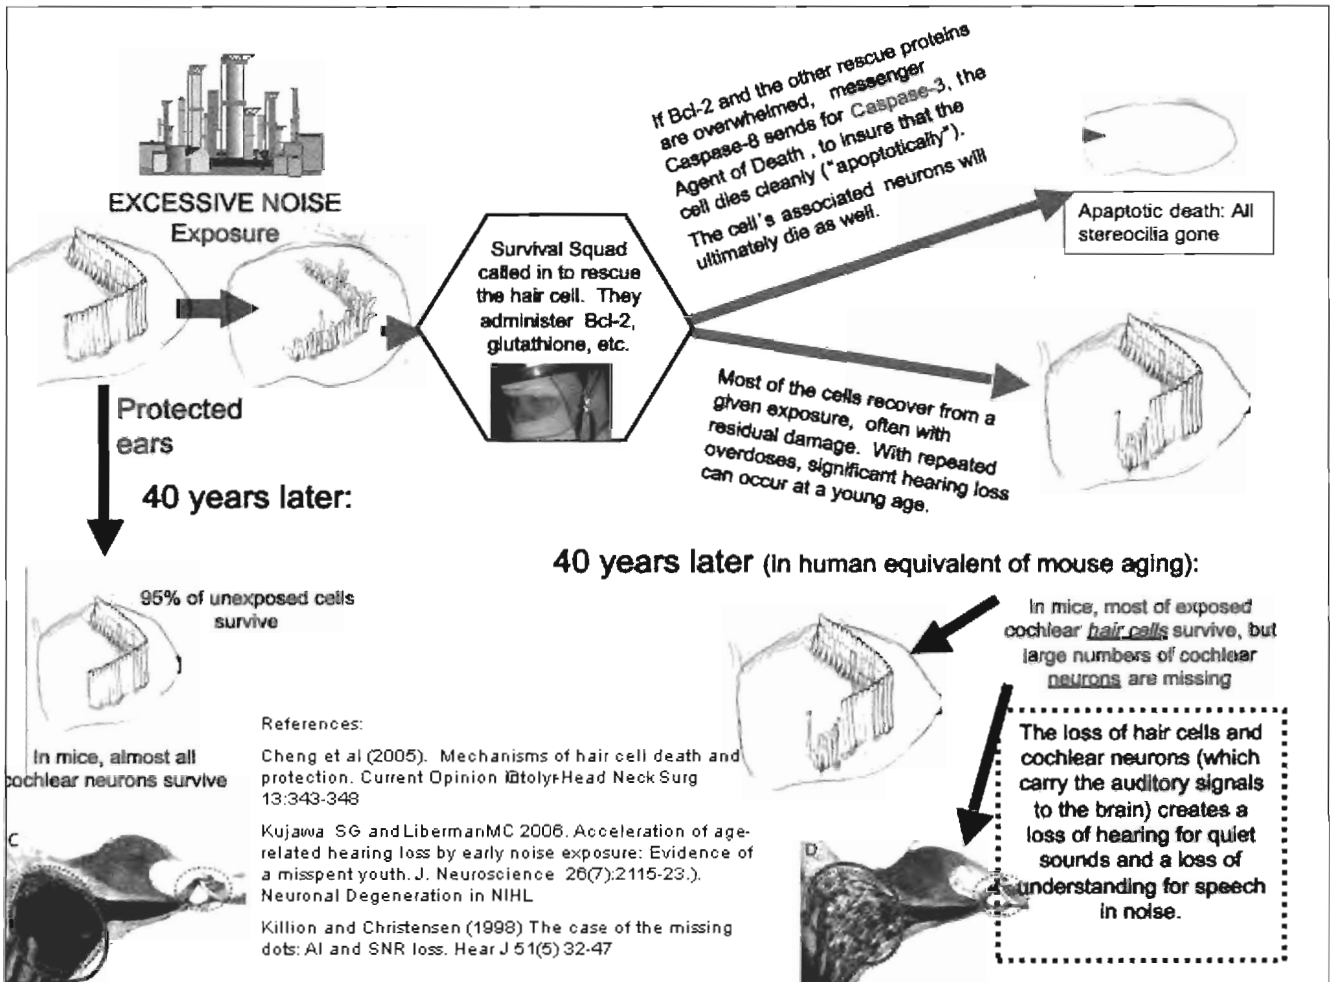 EXCESSIVE NOISE
Exposure
If Bcl-2 and the other rescue proteins
are overwhelmed, messenger
Caspase-8 sends for Caspase-3, the
Agent of Death , to insure that the
cell dies cleanly ("apoptotically").
The cell's associated neurons will
ultimately die as well.
Apaptotic death: All
stereocilia gone
Survival Squad
called in to rescue
the hair cell. They
administer Bcl-2,
glutathione, etc.
Most of the cells recover from a
given exposure, often with
residual damage. With repeated
overdoses, significant hearing loss
can occur at a young age.
Protected
ears
40 years later:
95% of unexposed cells
survive
In mice, almost all
cochlear neurons survive
C
References:
Cheng et al (2005). Mechanisms of hair cell death and
protection. Current Opinion Head Neck Surg
13:343-348
Kujawa SG and LibermanMC 2006. Acceleration of age-
related hearing loss by early noise exposure: Evidence of
a misspent youth. J. Neuroscience 26(7):2115-23.).
Neuronal Degeneration in NIHL
Killion and Christensen (1998) The case of the missing
dots: AI and SNR loss. Hear J 51(5) 32-47
40 years later (in human equivalent of mouse aging):
In mice, most of exposed
cochlear hair cells survive, but
large numbers of cochlear
neurons are missing
The loss of hair cells and
cochlear neurons (which
carry the auditory signals
to the brain) creates a
loss of hearing for quiet
sounds and a loss of
understanding for speech
in noise.
D